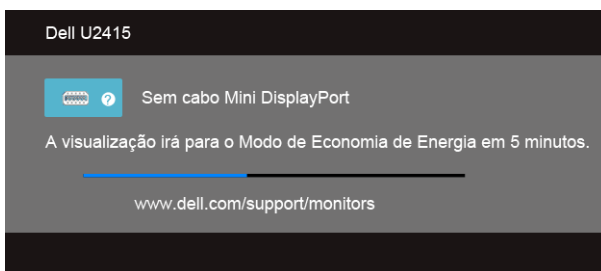 Dell U2415
? Sem cabo Mini DisplayPort
A visualização irá para o Modo de Economia de Energia em 5 minutos.
www.dell.com/support/monitors